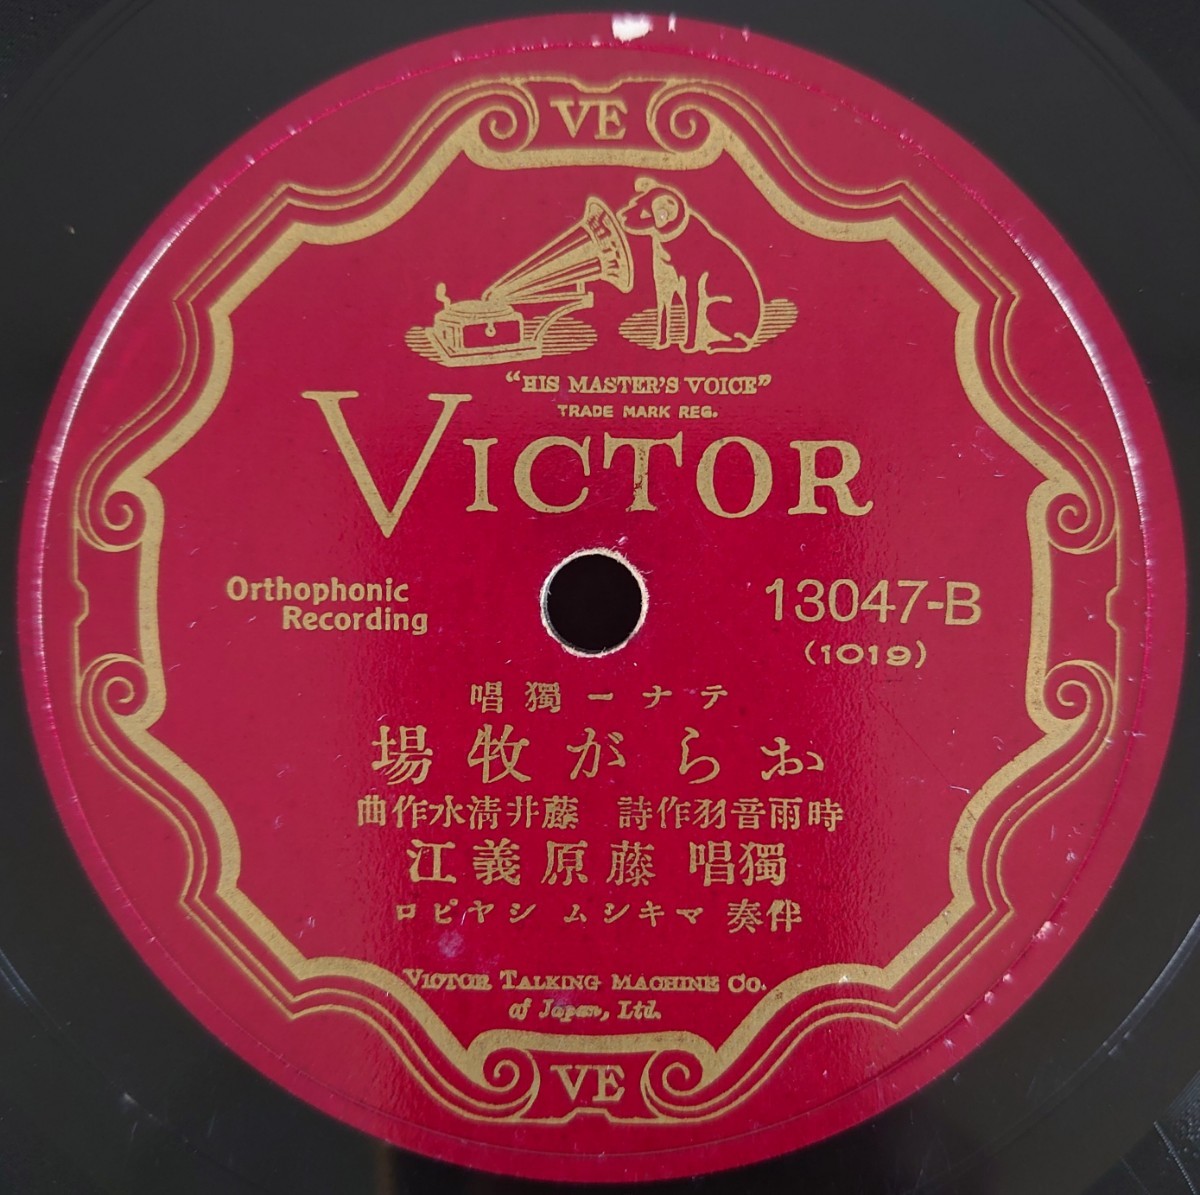 VE
"HIS MASTER'S VOICE"
TRADE MARK REG.
VICTOR
Orthophonic
Recording
13047-B
(1019)
テナー獨唱
おらが牧場
時雨音羽作詩 藤井清水作曲
獨唱 藤原義江
伴奏 マキシム シヤピロ
VICTOR TALKING MACHINE CO.
of Japan, Ltd.
VE